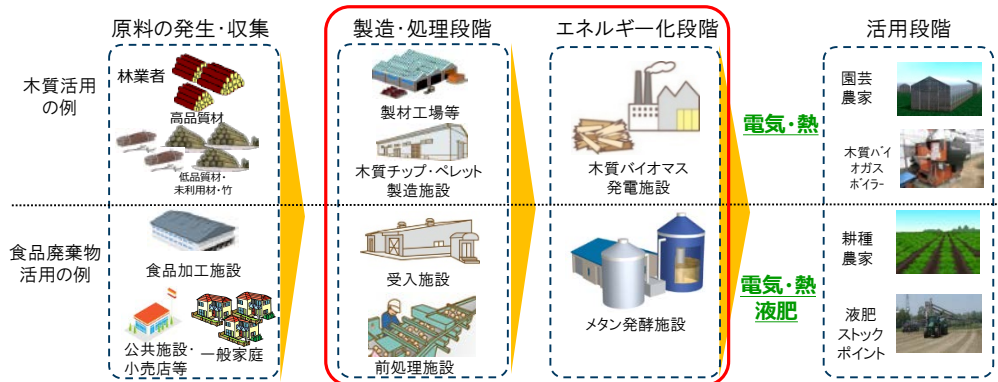 原料の発生・収集
製造・処理段階
エネルギー化段階
活用段階
木質活用
の例
林業者
高品質材
低品質材・
未利用材・竹
製材工場等
木質チップ・ペレット
製造施設
木質バイオマス
発電施設
電気・熱
園芸
農家
木質バイ
オガス
ボイラー
食品廃棄物
活用の例
食品加工施設
公共施設・
小売店等
一般家庭
受入施設
前処理施設
メタン発酵施設
電気・熱
液肥
耕種
農家
液肥
ストック
ポイント